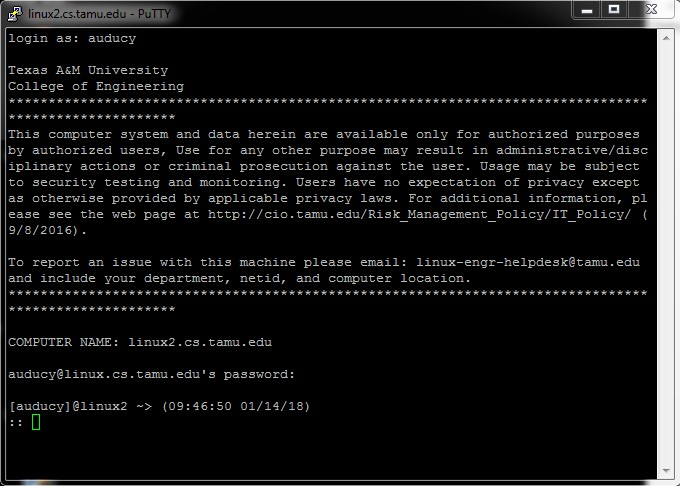 linux2.cs.tamu.edu - PuTTY
login as: auducy
Texas A&M University
College of Engineering
********************************************************************************
*********************
This computer system and data herein are available only for authorized purposes
by authorized users, Use for any other purpose may result in administrative/disc
iplinary actions or criminal prosecution against the user. Usage may be subject
to security testing and monitoring. Users have no expectation of privacy except
as otherwise provided by applicable privacy laws. For additional information, pl
ease see the web page at http://cio.tamu.edu/Risk_Management_Policy/IT_Policy/ (
9/8/2016).
To report an issue with this machine please email: linux-engr-helpdesk@tamu.edu
and include your department, netid, and computer location.
********************************************************************************
*********************
COMPUTER NAME: linux2.cs.tamu.edu
auducy@linux.cs.tamu.edu's password:
[auducy]@linux2 ~> (09:46:50 01/14/18)
::